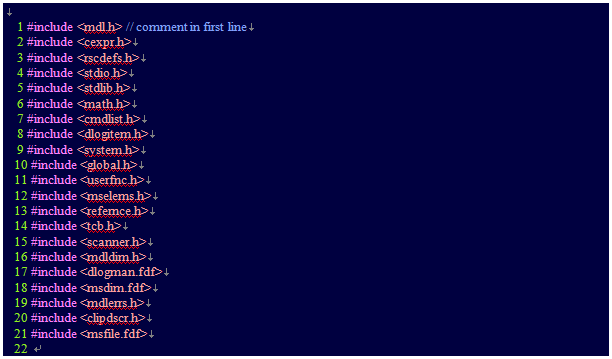 ↓
1 #include <mdl.h> // comment in first line↓
2 #include <cexpr.h>↓
3 #include <rscdefs.h>↓
4 #include <stdio.h>↓
5 #include <stdlib.h>↓
6 #include <math.h>↓
7 #include <cmdlist.h>↓
8 #include <dlogitem.h>↓
9 #include <system.h>↓
10 #include <global.h>↓
11 #include <userfnc.h>↓
12 #include <mselems.h>↓
13 #include <refernce.h>↓
14 #include <tcb.h>↓
15 #include <scanner.h>↓
16 #include <mdldim.h>↓
17 #include <dlogman.fdf>↓
18 #include <msdim.fdf>↓
19 #include <mdlerrs.h>↓
20 #include <clipdscr.h>↓
21 #include <msfile.fdf>↓
22 ↵